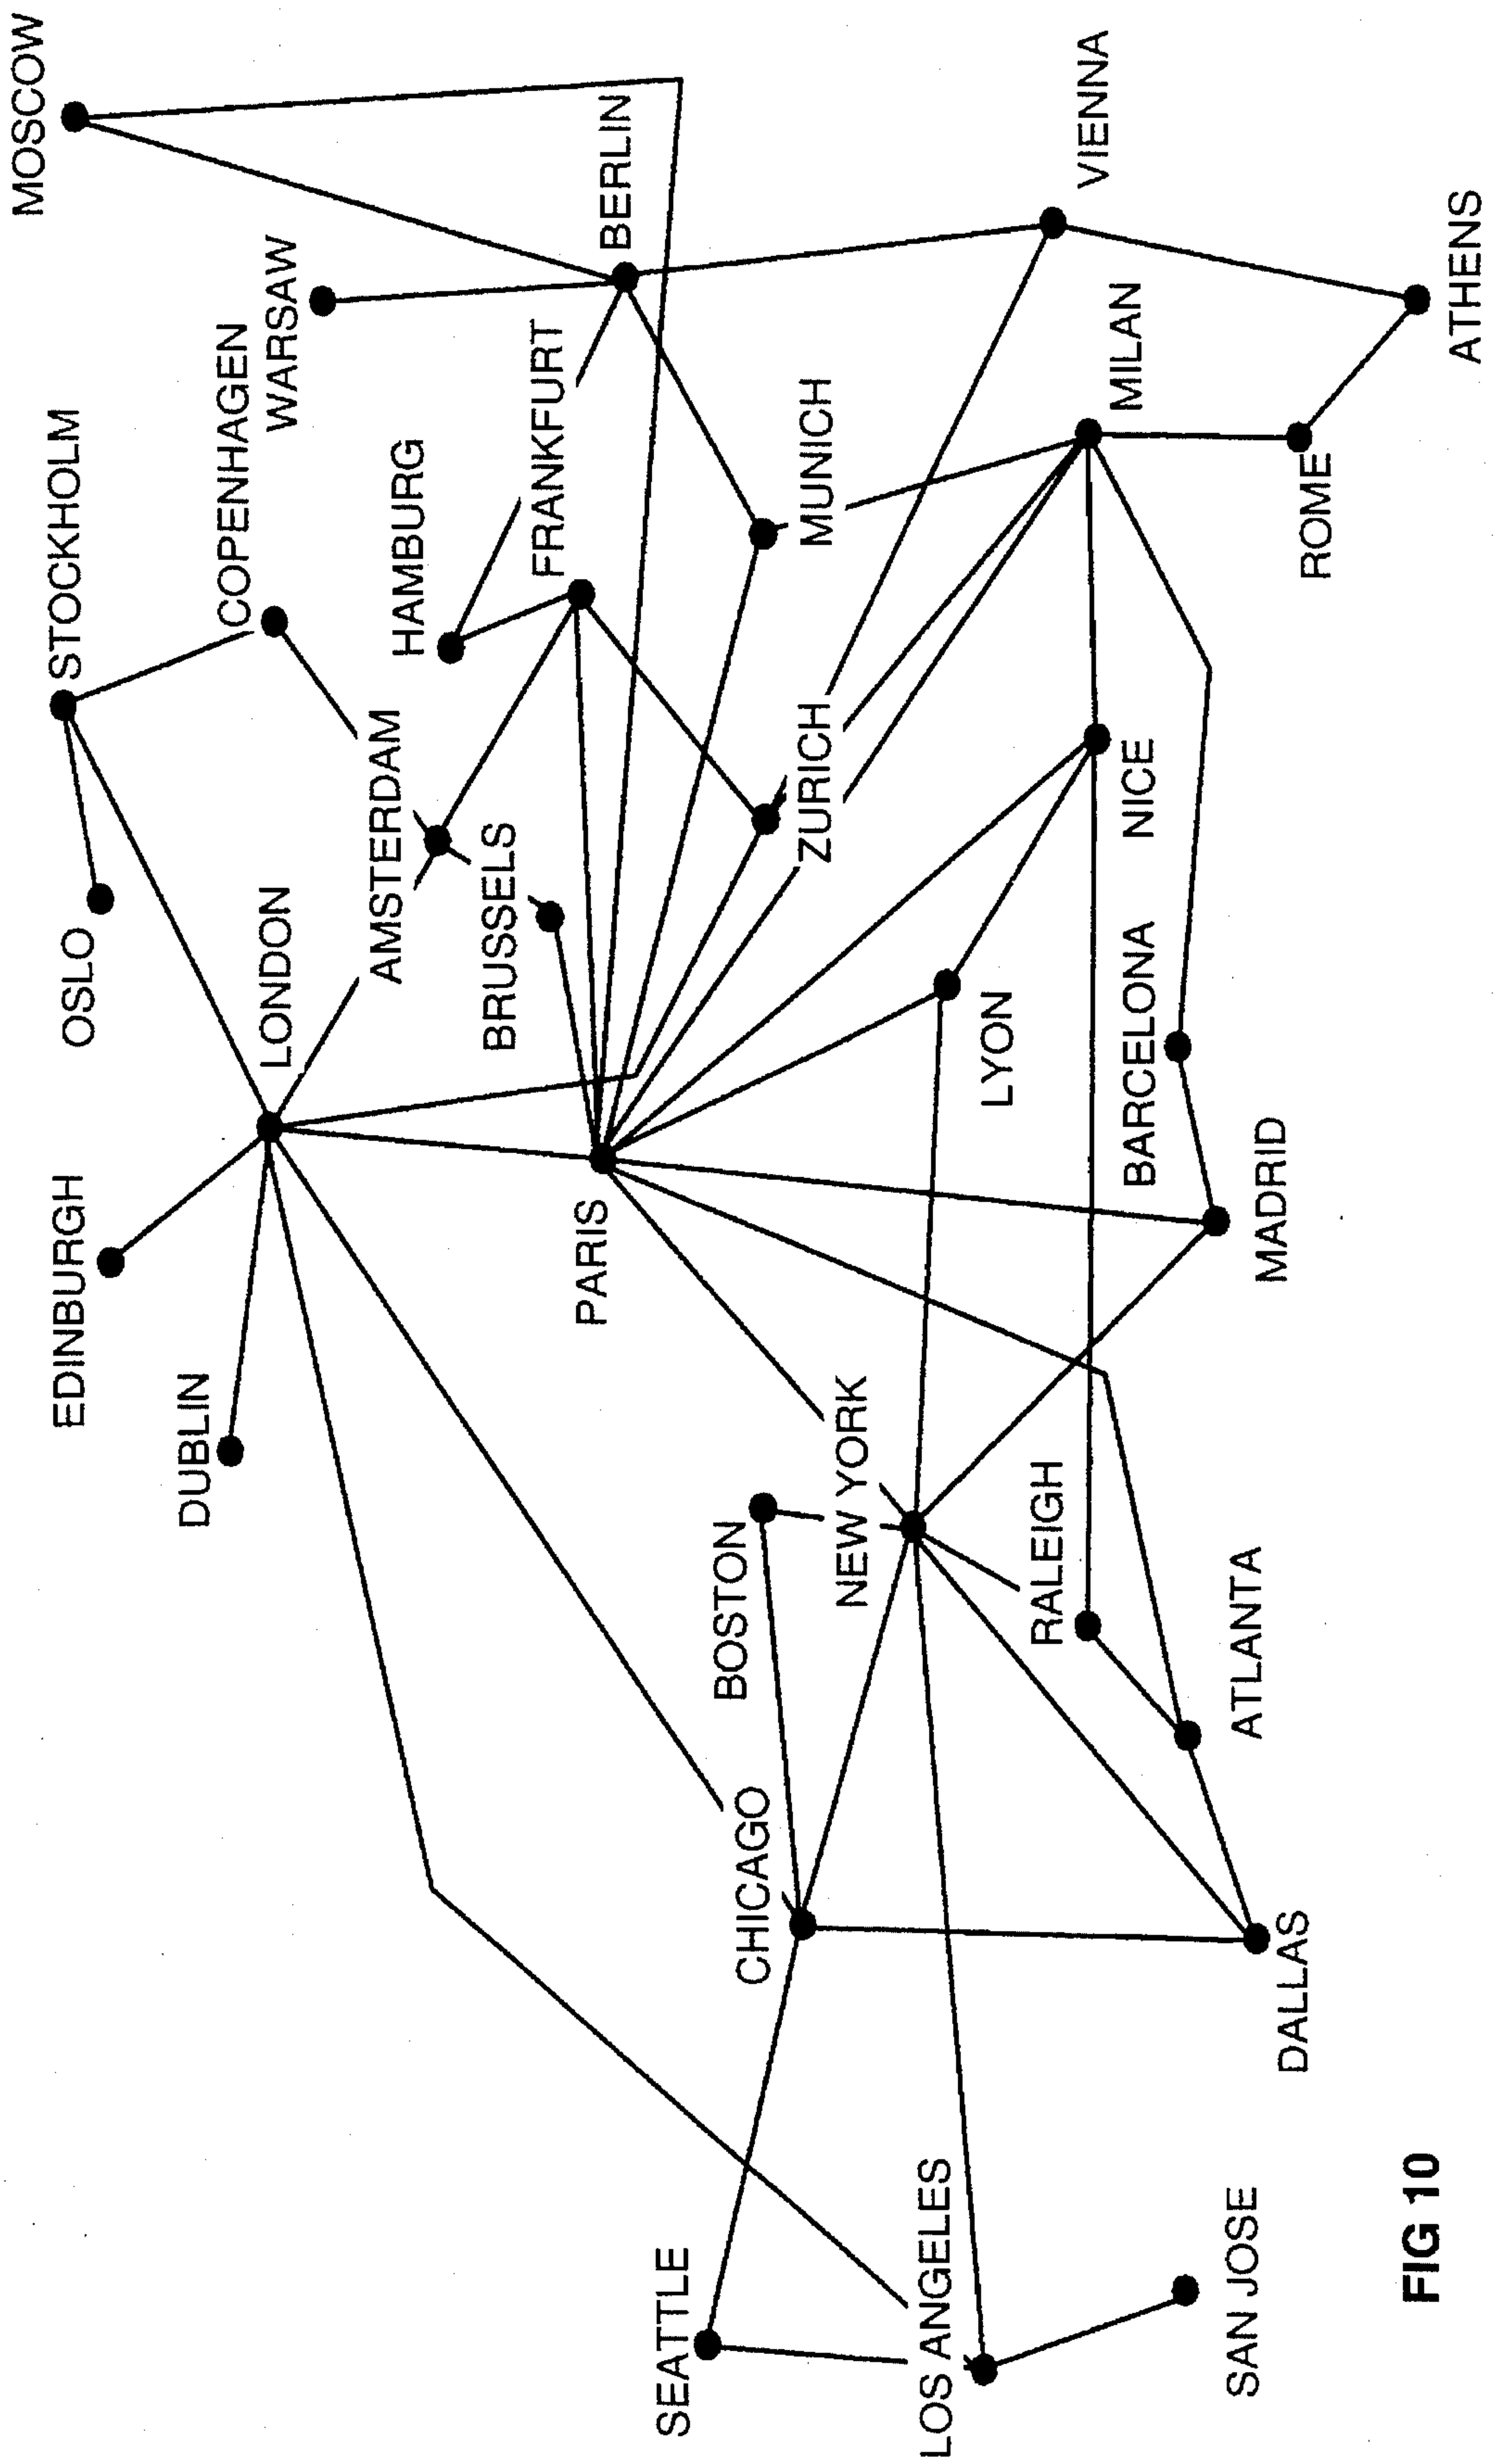 MOSCOW
STOCKHOLM
COPENHAGEN
WARSAW
OSLO
EDINBURGH
LONDON
DUBLIN
AMSTERDAM
HAMBURG
BERLIN
FRANKFURT
BRUSSELS
PARIS
MUNICH
ZURICH
BOSTON
SEATTLE
CHICAGO
NEW YORK
LYON
VIENNA
MILAN
NICE
LOS ANGELES
RALEIGH
BARCELONA
ROME
MADRID
ATLANTA
SAN JOSE
DALLAS
ATHENS
FIG 10